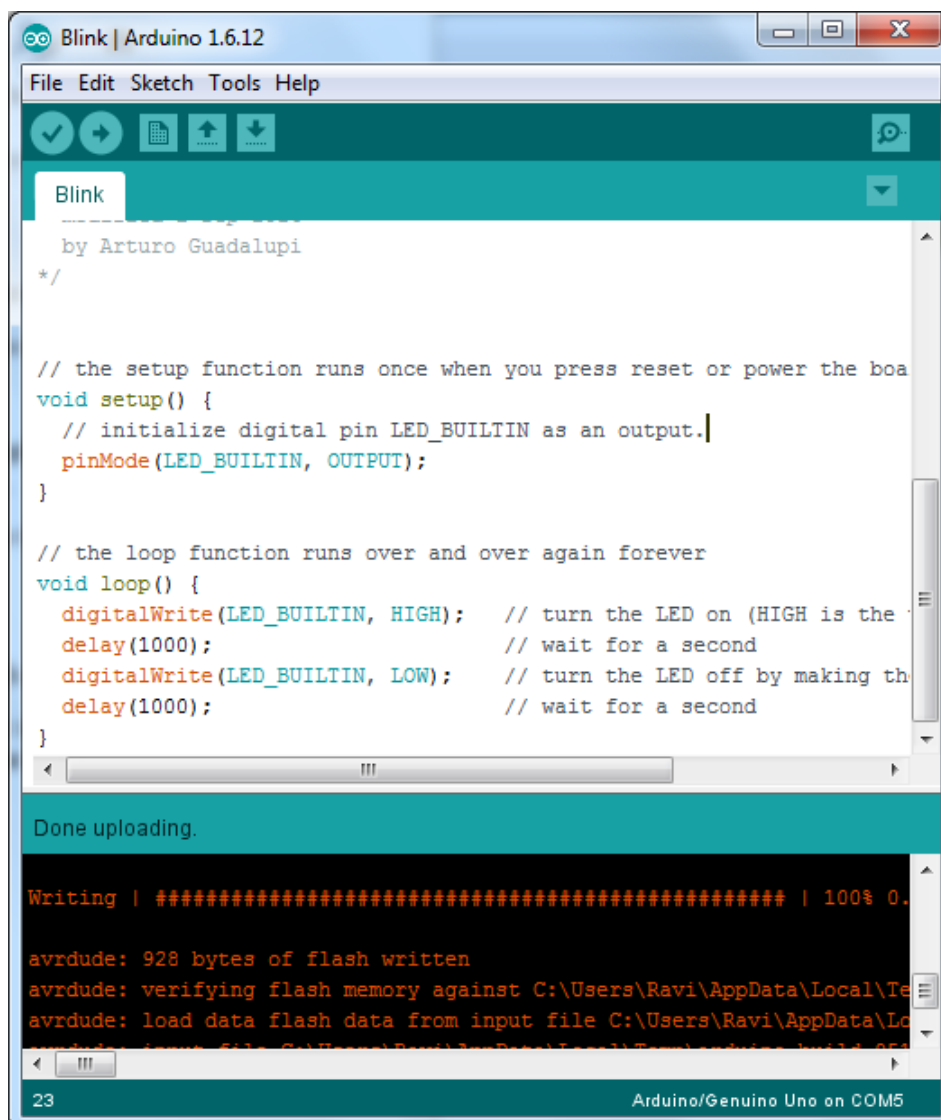 Blink | Arduino 1.6.12
File Edit Sketch Tools Help
Blink
by Arturo Guadalupi
*/
// the setup function runs once when you press reset or power the boa
void setup() {
  // initialize digital pin LED_BUILTIN as an output.
  pinMode(LED_BUILTIN, OUTPUT);
}
// the loop function runs over and over again forever
void loop() {
  digitalWrite(LED_BUILTIN, HIGH);   // turn the LED on (HIGH is the
  delay(1000);                       // wait for a second
  digitalWrite(LED_BUILTIN, LOW);    // turn the LED off by making th
  delay(1000);                       // wait for a second
}
Done uploading.
Writing | ################################################## | 100% 0.
avrdude: 928 bytes of flash written
avrdude: verifying flash memory against C:\Users\Ravi\AppData\Local\Te
avrdude: load data flash data from input file C:\Users\Ravi\AppData\Lo
23
Arduino/Genuino Uno on COM5